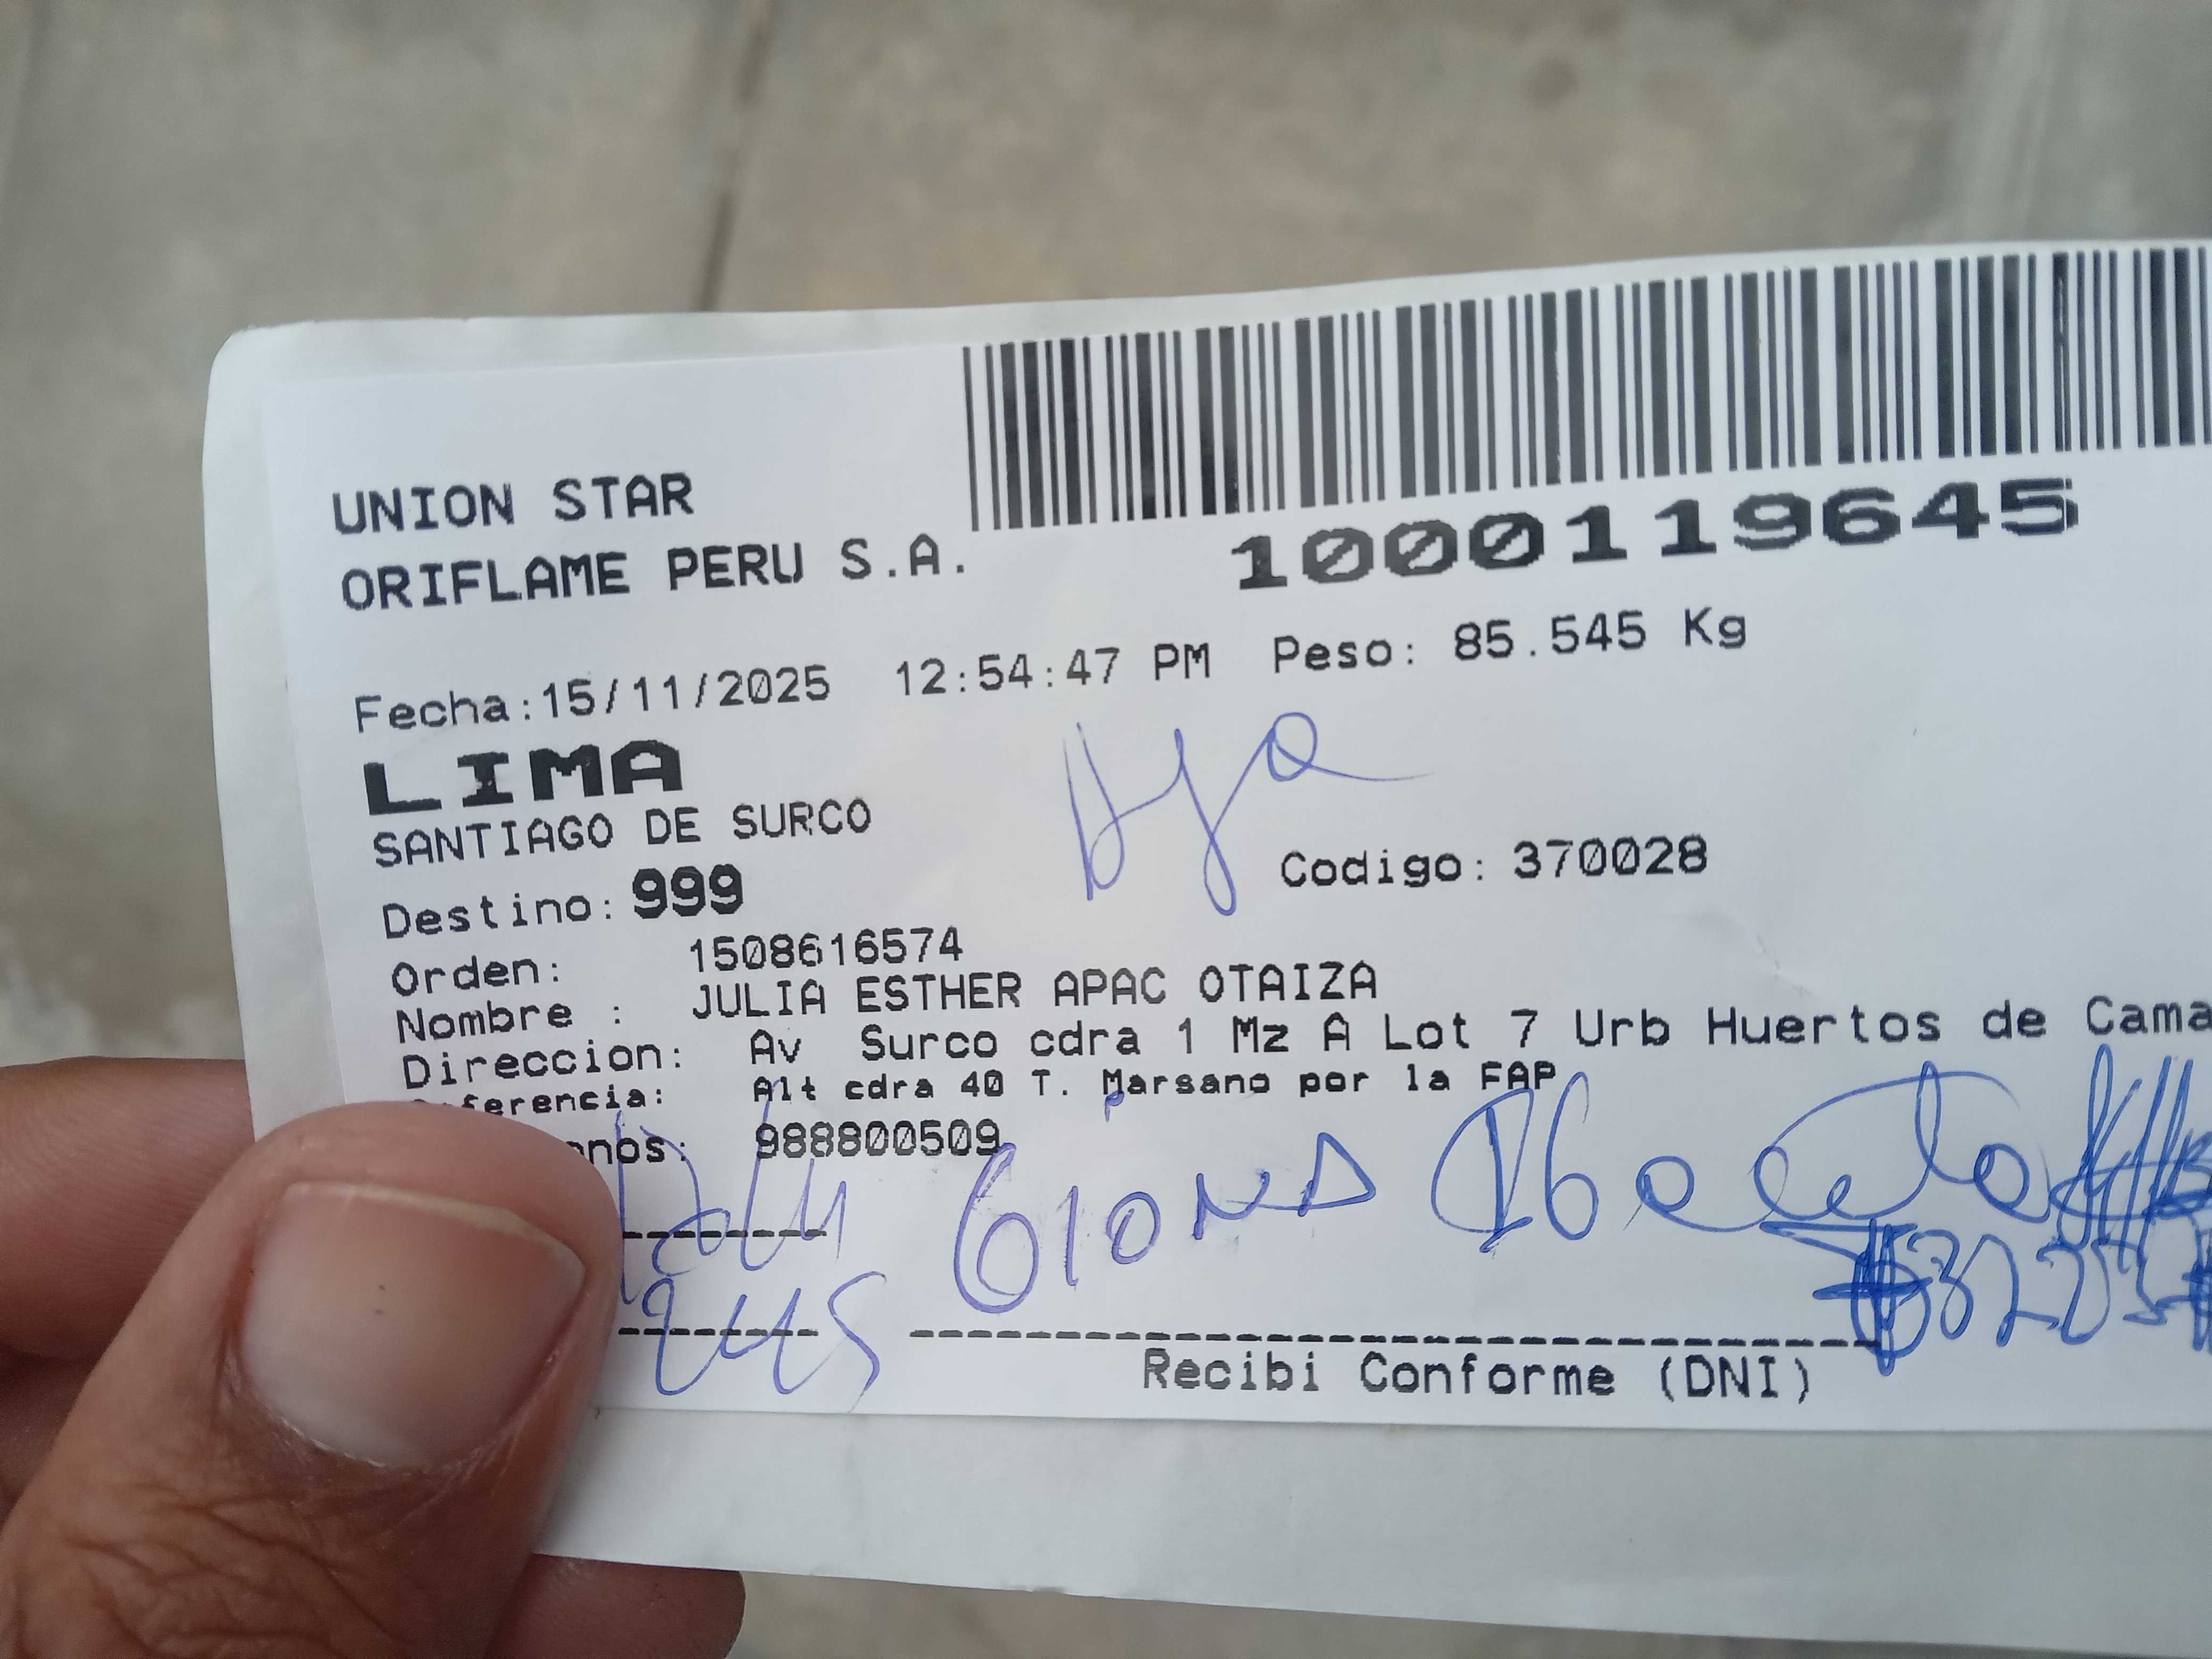 UNION STAR
ORIFLAME PERU S.A.
1000119645
Fecha:15/11/2025 12:54:47 PM Peso: 85.545 Kg
LIMA
SANTIAGO DE SURCO
Destino: 999 Codigo: 370028
Orden: 1508616574
Nombre : JULIA ESTHER APAC OTAIZA
Direccion: Av Surco cdra 1 Mz A Lot 7 Urb Huertos de Cama
ferencia: Alt cdra 40 T. Marsano por la FAP
onos: 988800509
Recibi Conforme (DNI)